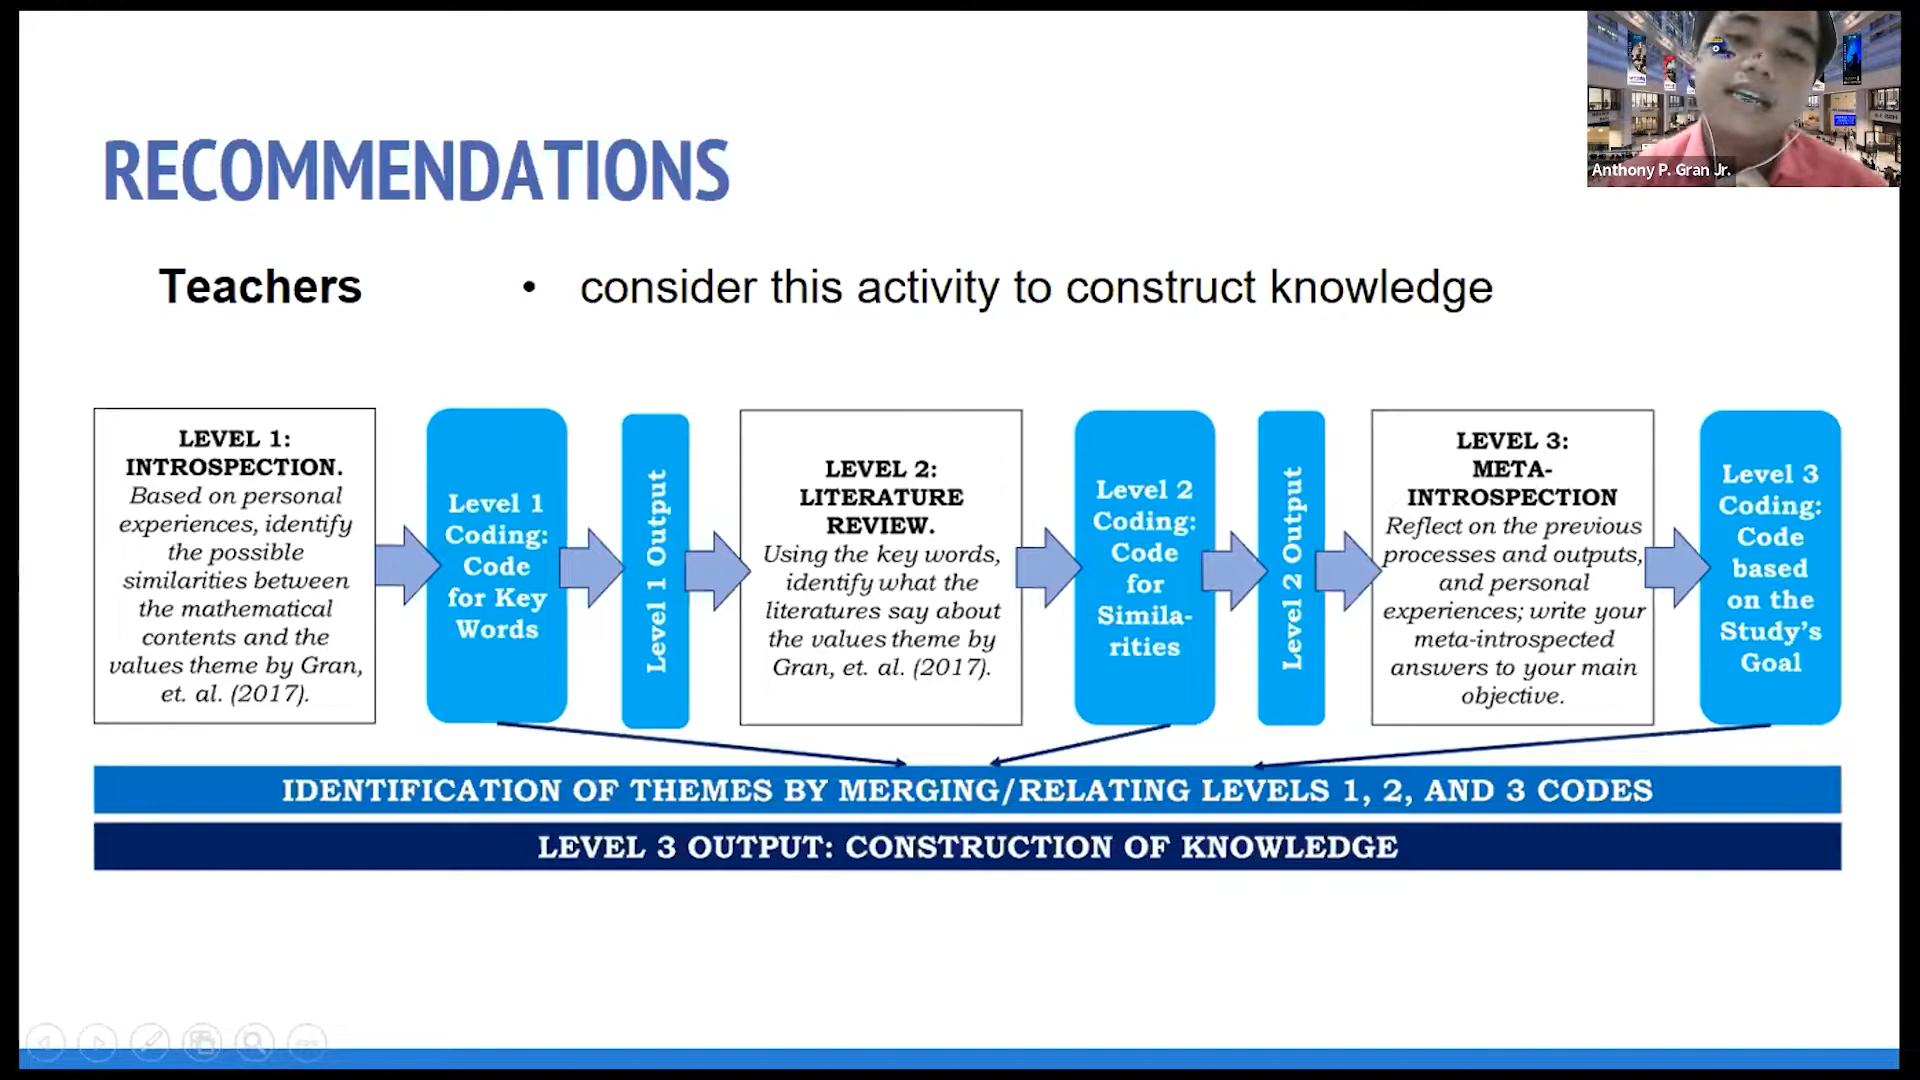 Anthony P. Gran Jr.
RECOMMENDATIONS
Teachers
• consider this activity to construct knowledge
LEVEL 1:
INTROSPECTION.
Based on personal
experiences, identify
the possible
similarities between
the mathematical
contents and the
values theme by Gran,
et. al. (2017).
Level 1
Coding:
Code
for Key
Words
Level 1 Output
LEVEL 2:
LITERATURE
REVIEW.
Using the key words,
identify what the
literatures say about
the values theme by
Gran, et. al. (2017).
Level 2
Coding:
Code
for
Simila-
rities
Level 2 Output
LEVEL 3:
META-
INTROSPECTION
Reflect on the previous
processes and outputs,
and personal
experiences; write your
meta-introspected
answers to your main
objective.
Level 3
Coding:
Code
based
on the
Study's
Goal
IDENTIFICATION OF THEMES BY MERGING/RELATING LEVELS 1, 2, AND 3 CODES
LEVEL 3 OUTPUT: CONSTRUCTION OF KNOWLEDGE